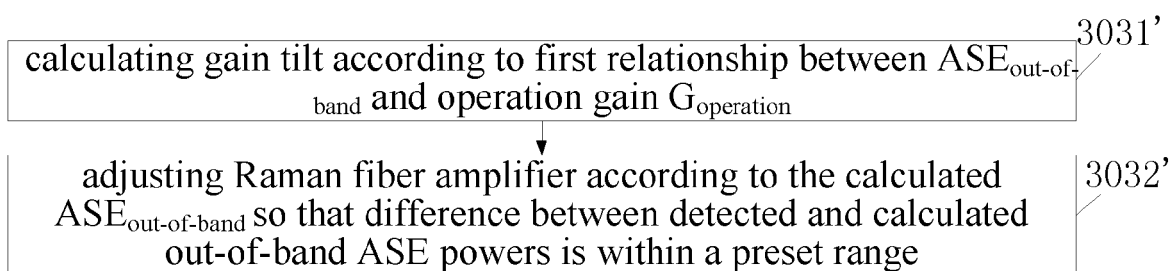 3031’
calculating gain tilt according to first relationship between ASEout-of-
band and operation gain Goperation
adjusting Raman fiber amplifier according to the calculated
3032’
ASEout-of-band so that difference between detected and calculated
out-of-band ASE powers is within a preset range